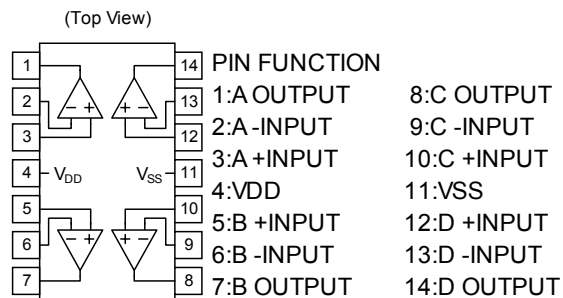 (Top View)
1 14
2 - + + - 13
3 12
4 VDD VSS 11
5 10
6 - + + - 9
7 8
PIN FUNCTION
1:A OUTPUT
2:A -INPUT
3:A +INPUT
4:VDD
5:B +INPUT
6:B -INPUT
7:B OUTPUT
8:C OUTPUT
9:C -INPUT
10:C +INPUT
11:VSS
12:D +INPUT
13:D -INPUT
14:D OUTPUT